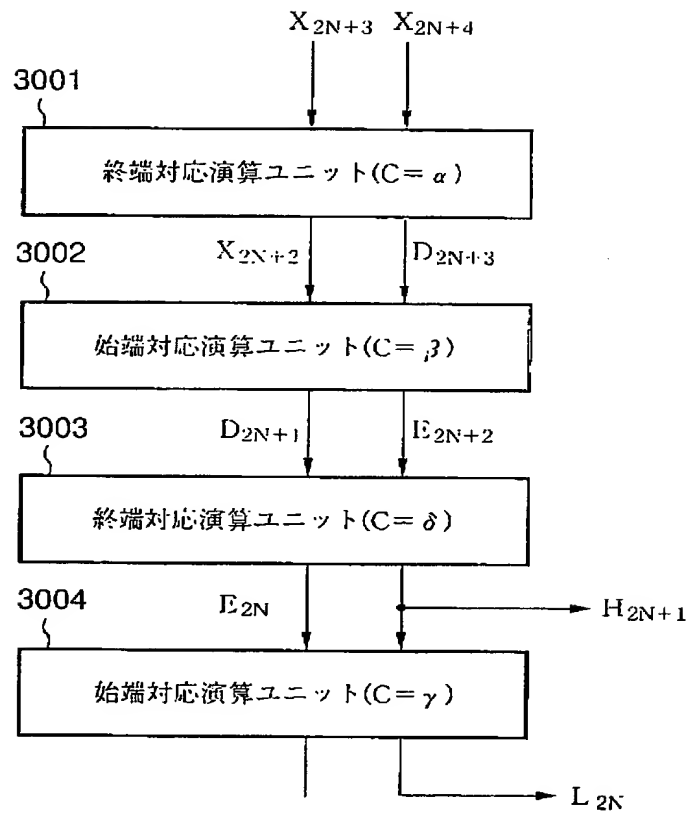 X2N+3 X2N+4
3001
終端対応演算ユニット(C=α)
X2N+2 D2N+3
3002
始端対応演算ユニット(C=β)
D2N+1 E2N+2
3003
終端対応演算ユニット(C=δ)
E2N
H2N+1
3004
始端対応演算ユニット(C=γ)
L2N